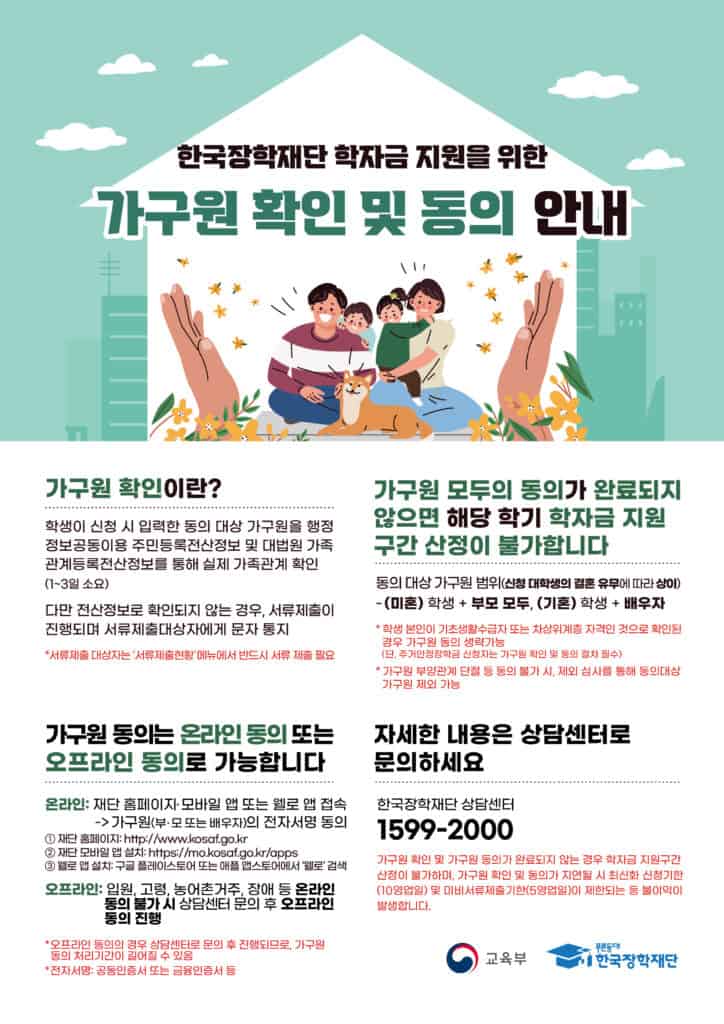 한국장학재단 학자금 지원을 위한
가구원 확인 및 동의 안내
가구원 확인이란?
학생이 신청 시 입력한 동의 대상 가구원을 행정
정보공동이용 주민등록전산정보 및 대법원 가족
관계등록전산정보를 통해 실제 가족관계 확인
(1~3일 소요)
다만 전산정보로 확인되지 않는 경우, 서류제출이
진행되며 서류제출대상자에게 문자 통지
*서류제출 대상자는 '서류제출현황' 메뉴에서 반드시 서류 제출 필요
가구원 모두의 동의가 완료되지
않으면 해당 학기 학자금 지원
구간 산정이 불가합니다
동의 대상 가구원 범위(신청 대학생의 결혼 유무에 따라 상이)
- (미혼) 학생 + 부모 모두, (기혼) 학생 + 배우자
* 학생 본인이 기초생활수급자 또는 차상위계층 자격인 것으로 확인된
경우 가구원 동의 생략가능
(단, 주거안정장학금 신청자는 가구원 확인 및 동의 절차 필수)
* 가구원 부양관계 단절 등 동의 불가 시, 제외 심사를 통해 동의대상
가구원 제외 가능
가구원 동의는 온라인 동의 또는
오프라인 동의로 가능합니다
온라인: 재단 홈페이지·모바일 앱 또는 웰로 앱 접속
-> 가구원(부·모 또는 배우자)의 전자서명 동의
① 재단 홈페이지: http://www.kosaf.go.kr
② 재단 모바일 앱 설치: https://mo.kosaf.go.kr/apps
③ 웰로 앱 설치: 구글 플레이스토어 또는 애플 앱스토어에서 '웰로' 검색
오프라인: 입원, 고령, 농어촌거주, 장애 등 온라인
동의 불가 시 상담센터 문의 후 오프라인
동의 진행
*오프라인 동의의 경우 상담센터로 문의 후 진행되므로, 가구원
동의 처리기간이 길어질 수 있음
*전자서명: 공동인증서 또는 금융인증서 등
자세한 내용은 상담센터로
문의하세요
한국장학재단 상담센터
1599-2000
가구원 확인 및 가구원 동의가 완료되지 않는 경우 학자금 지원구간
산정이 불가하며, 가구원 확인 및 동의가 지연될 시 최신화 신청기한
(10영업일) 및 미비서류제출기한(5영업일)이 제한되는 등 불이익이
발생합니다.
교육부
푸른등대
한국장학재단